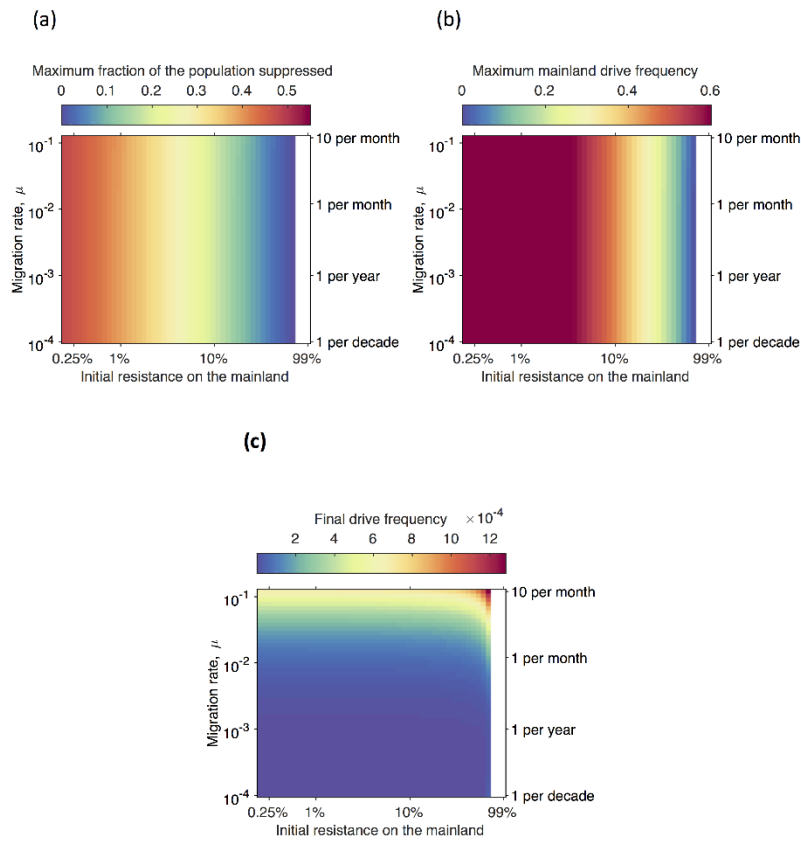 (a)
(b)
Maximum fraction of the population suppressed
0 0.1 0.2 0.3 0.4 0.5
Migration rate, μ
10-1
10-2
10-3
10-4
10 per month
1 per month
1 per year
1 per decade
0.25% 1% 10% 99%
Initial resistance on the mainland
Maximum mainland drive frequency
0 0.2 0.4 0.6
Migration rate, μ
10-1
10-2
10-3
10-4
10 per month
1 per month
1 per year
1 per decade
0.25% 1% 10% 99%
Initial resistance on the mainland
(c)
Final drive frequency × 10-4
2 4 6 8 10 12
Migration rate, μ
10-1
10-2
10-3
10-4
10 per month
1 per month
1 per year
1 per decade
0.25% 1% 10% 99%
Initial resistance on the mainland